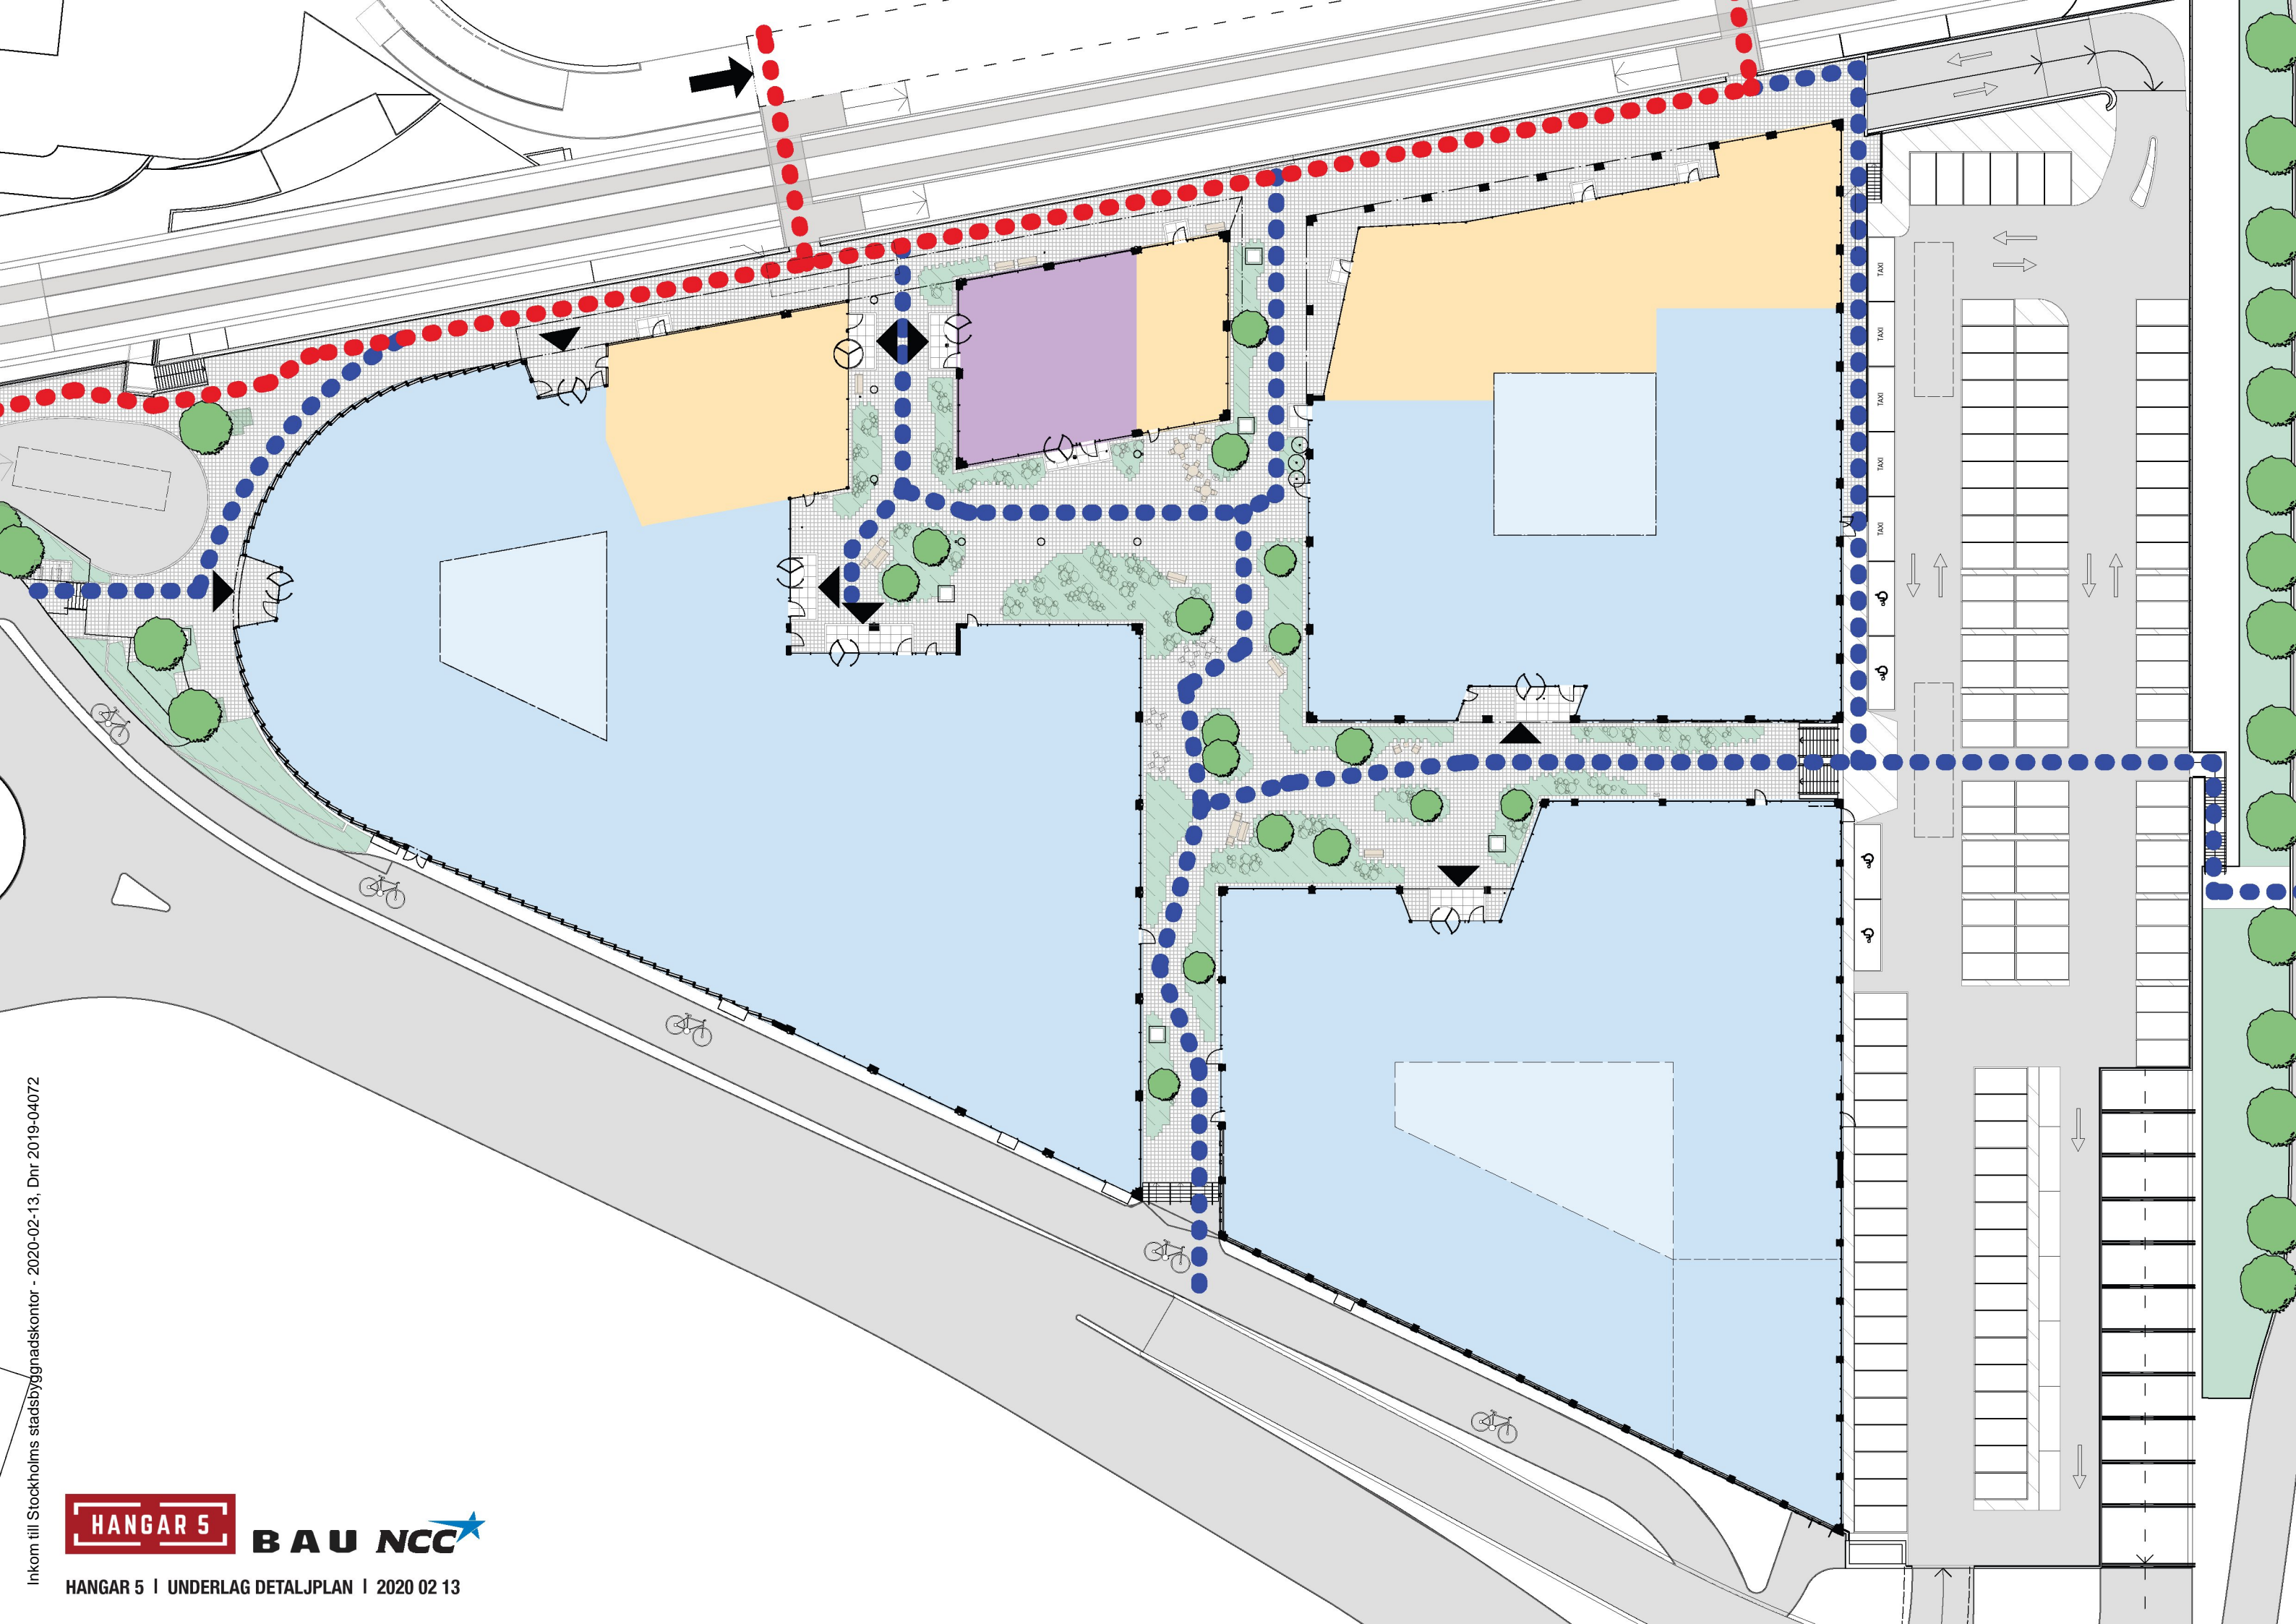 TAXI
TAXI
TAXI
TAXI
TAXI
Inkom till Stockholms stadsbyggnadskontor - 2020-02-13, Dnr 2019-04072
HANGAR 5
BAU NCC
HANGAR 5 I UNDERLAG DETALJPLAN I 2020 02 13